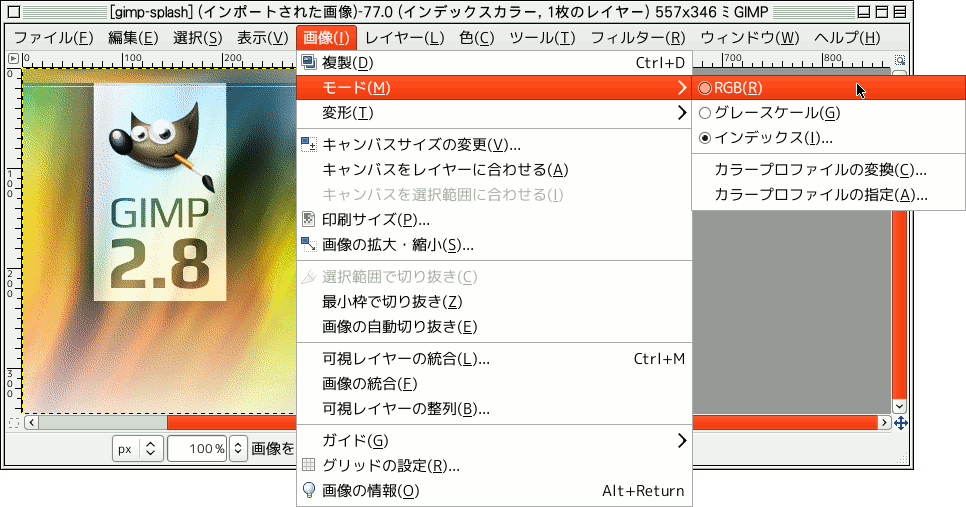 [gimp-splash] (インポートされた画像)-77.0 (インデックスカラー, 1枚のレイヤー) 557x346 ミ GIMP
ファイル(F) 編集(E) 選択(S) 表示(V) 画像(I) レイヤー(L) 色(C) ツール(T) フィルター(R) ウィンドウ(W) ヘルプ(H)
0 100 200 700 800
0
100
200
300
GIMP
2.8
複製(D) Ctrl+D
モード(M)
変形(T)
キャンバスサイズの変更(V)...
キャンバスをレイヤーに合わせる(A)
キャンバスを選択範囲に合わせる(I)
印刷サイズ(P)...
画像の拡大・縮小(S)...
選択範囲で切り抜き(C)
最小枠で切り抜き(Z)
画像の自動切り抜き(E)
可視レイヤーの統合(L)... Ctrl+M
画像の統合(F)
可視レイヤーの整列(B)...
ガイド(G)
グリッドの設定(R)...
画像の情報(O) Alt+Return
RGB(R)
グレースケール(G)
インデックス(I)...
カラープロファイルの変換(C)...
カラープロファイルの指定(A)...
px 100% 画像を